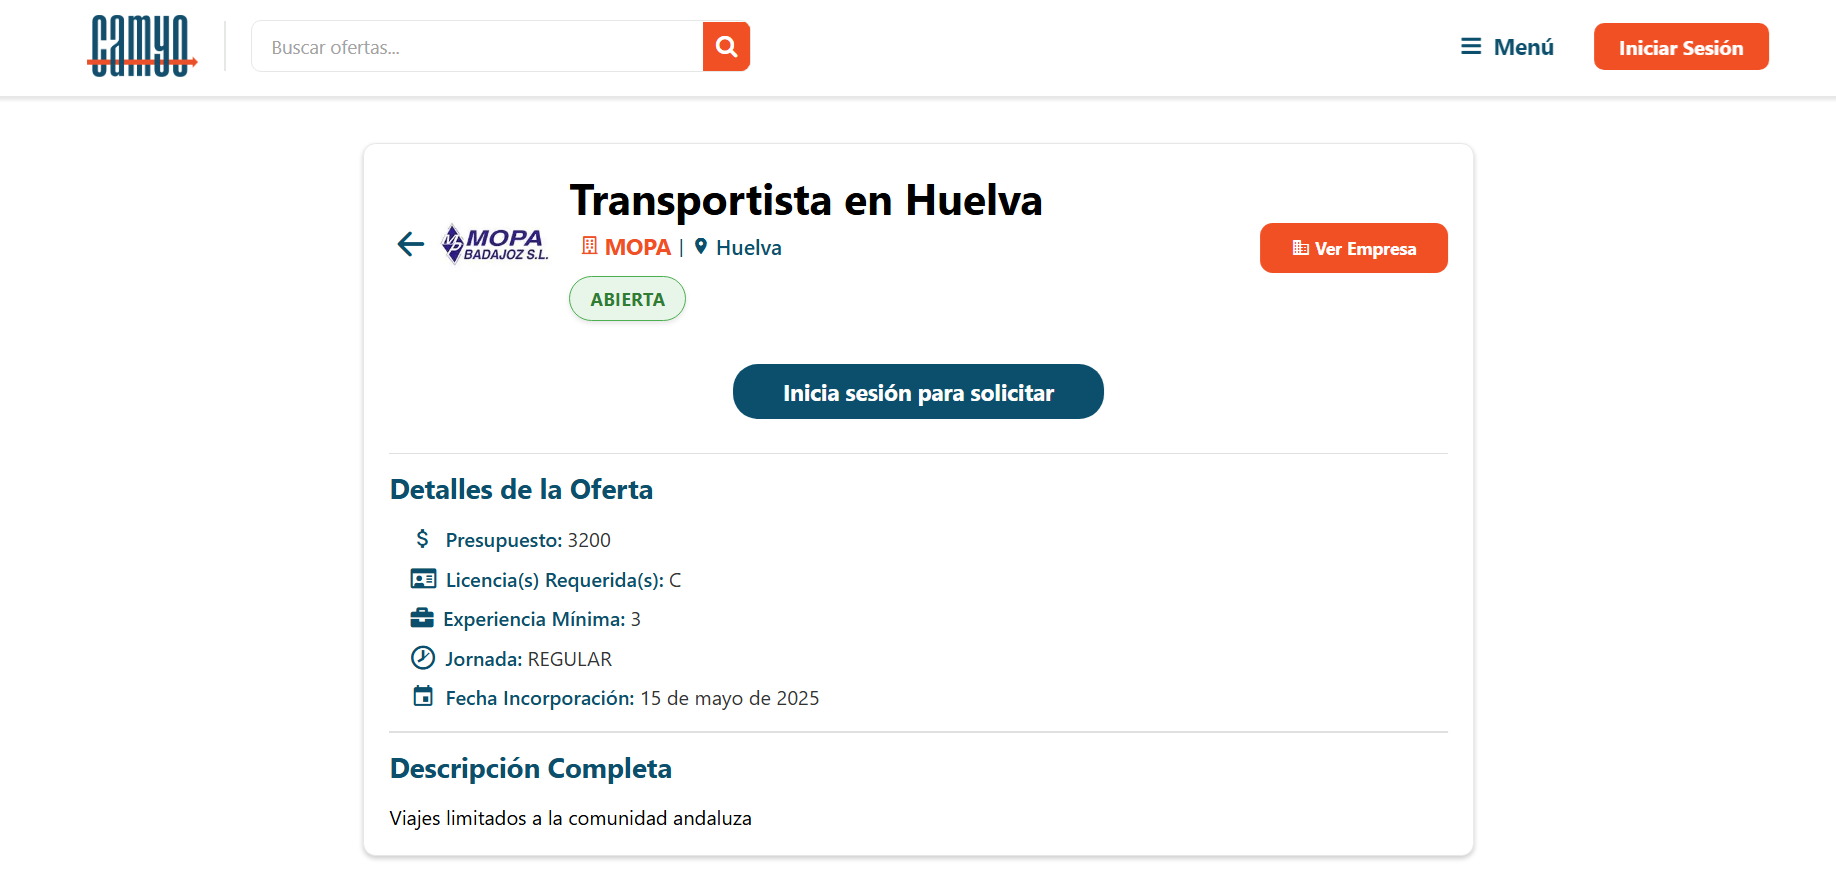 camyo
Buscar ofertas...
Menú
Iniciar Sesión
MOPA
BADAJOZ S.L.
Transportista en Huelva
MOPA | Huelva
ABIERTA
Ver Empresa
Inicia sesión para solicitar
Detalles de la Oferta
Presupuesto: 3200
Licencia(s) Requerida(s): C
Experiencia Mínima: 3
Jornada: REGULAR
Fecha Incorporación: 15 de mayo de 2025
Descripción Completa
Viajes limitados a la comunidad andaluza